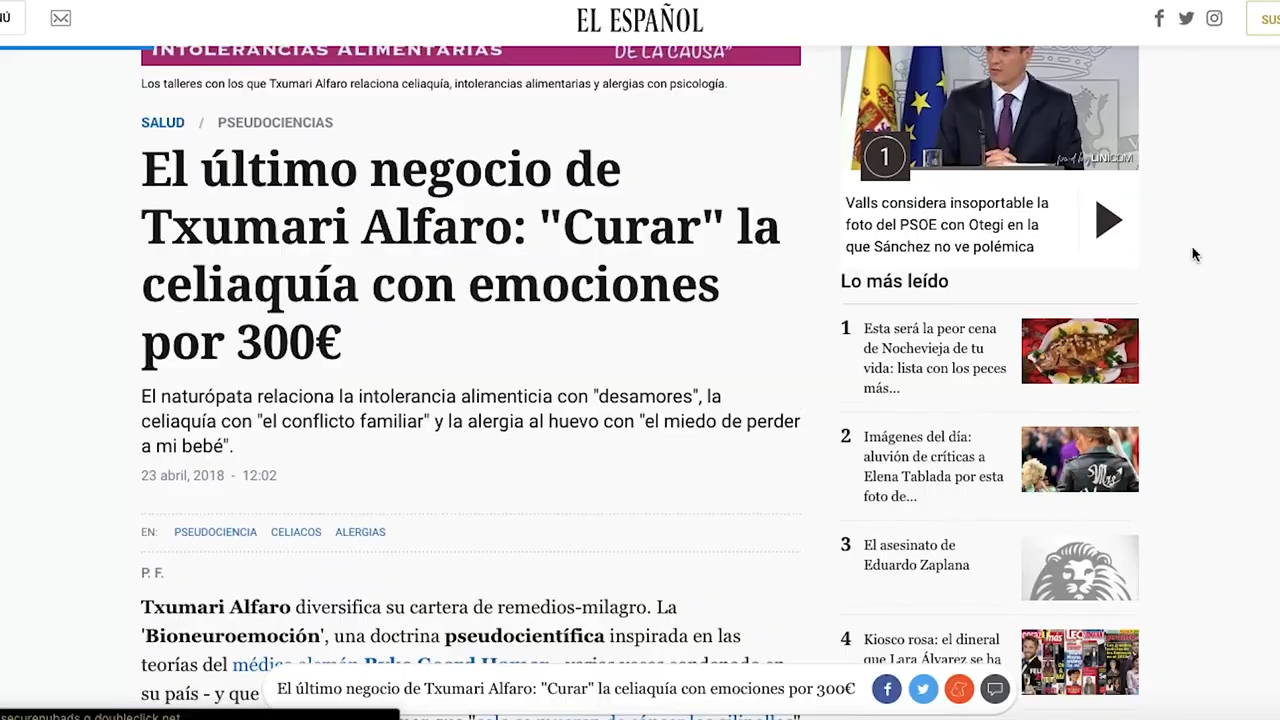 NÚ
EL ESPAÑOL
SUS
INTOLERANCIAS ALIMENTARIAS
DE LA CAUSA"
Los talleres con los que Txumari Alfaro relaciona celiaquía, intolerancias alimentarias y alergias con psicología.
SALUD / PSEUDOCIENCIAS
El último negocio de
Txumari Alfaro: "Curar" la
celiaquía con emociones
por 300€
El naturópata relaciona la intolerancia alimenticia con "desamores", la
celiaquía con "el conflicto familiar" y la alergia al huevo con "el miedo de perder
a mi bebé".
23 abril, 2018 - 12:02
EN: PSEUDOCIENCIA CELIACOS ALERGIAS
P. F.
Txumari Alfaro diversifica su cartera de remedios-milagro. La
'Bioneuroemoción', una doctrina pseudocientífica inspirada en las
teorías del médico alemán
su país - y que
El último negocio de Txumari Alfaro: "Curar" la celiaquía con emociones por 300€
1
Valls considera insoportable la
foto del PSOE con Otegi en la
que Sánchez no ve polémica
Lo más leído
1 Esta será la peor cena
de Nochevieja de tu
vida: lista con los peces
más...
2 Imágenes del día:
aluvión de críticas a
Elena Tablada por esta
foto de...
3 El asesinato de
Eduardo Zaplana
4 Kiosco rosa: el dineral
que Lara Álvarez se ha